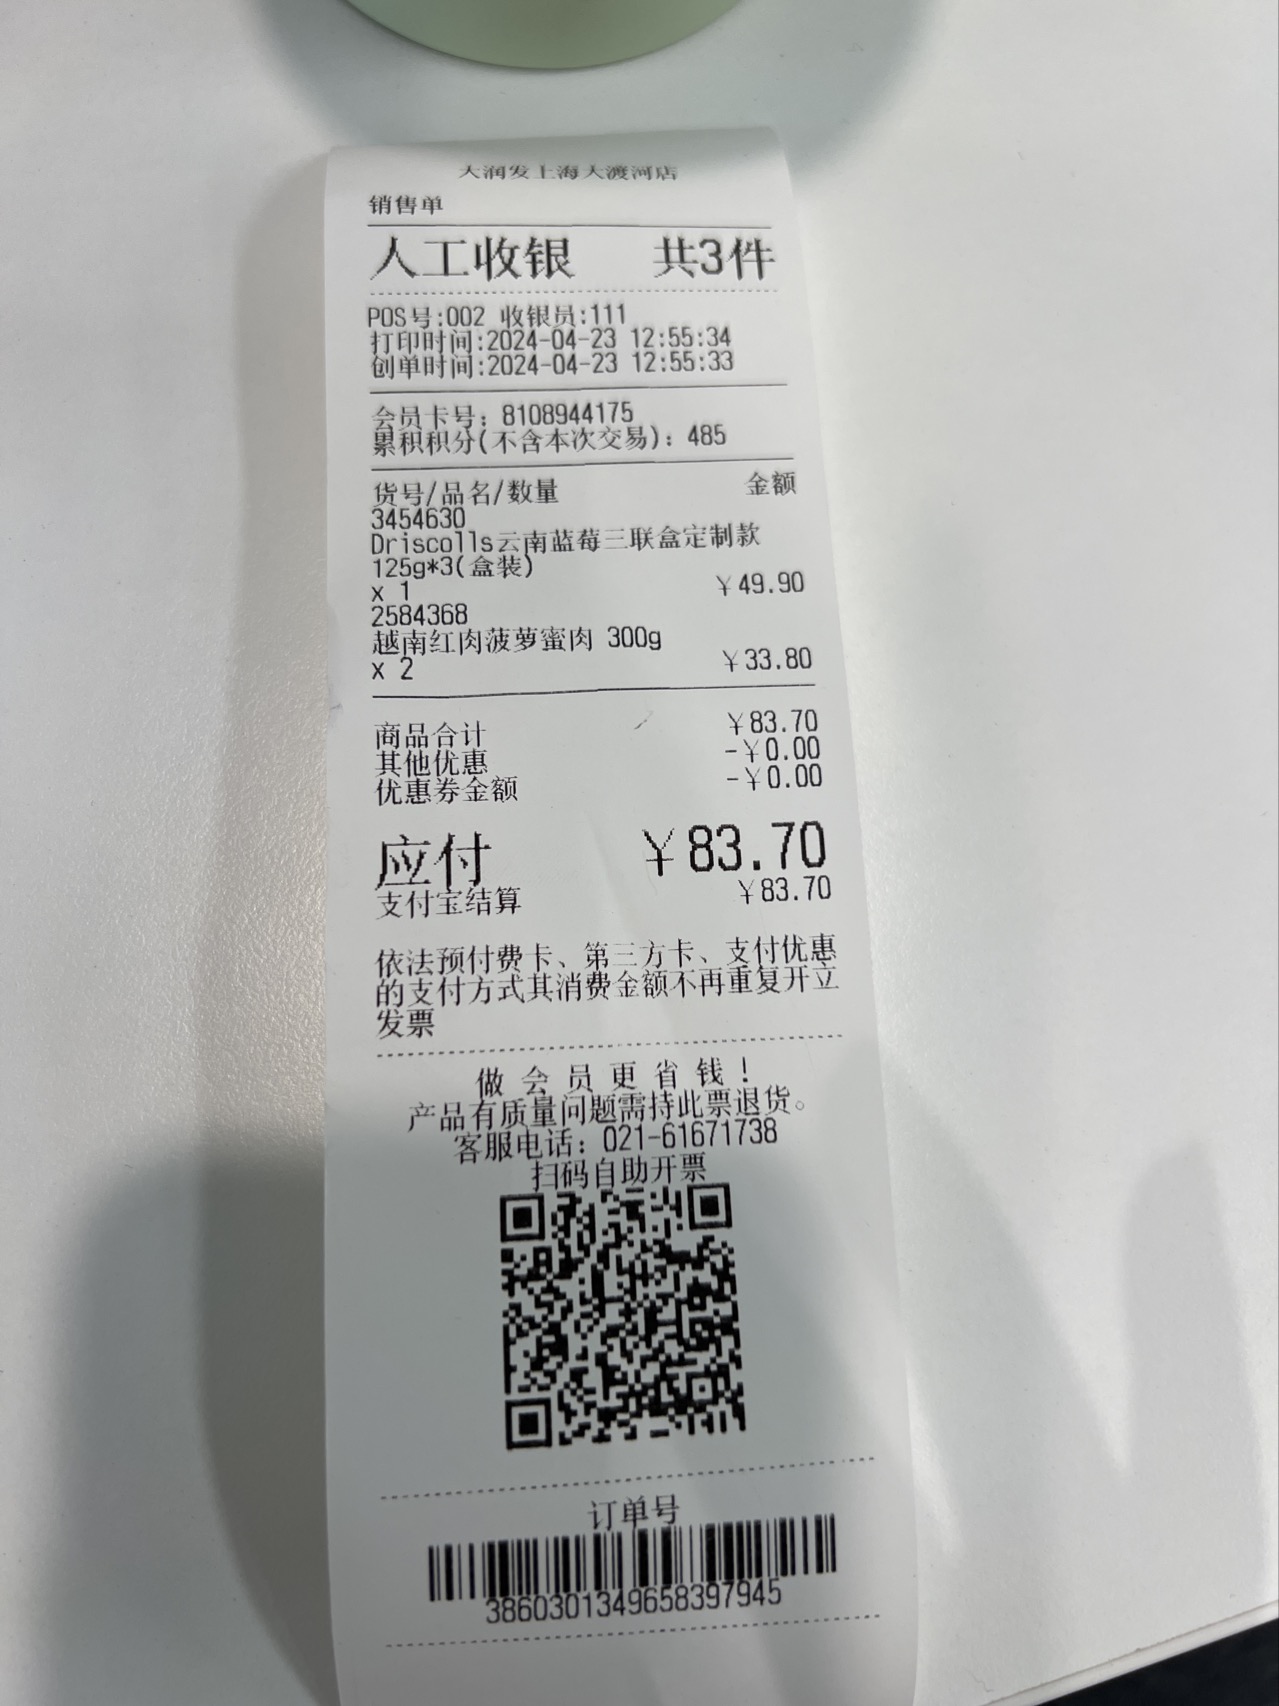 大润发上海大渡河店
销售单
人工收银 共3件
POS号:002 收银员:111
打印时间:2024-04-23 12:55:34
创单时间:2024-04-23 12:55:33
会员卡号：8108944175
累积积分(不含本次交易)：485
货号/品名/数量 金额
3454630
Driscolls云南蓝莓三联盒定制款
125g*3(盒装)
x 1 ￥49.90
2584368
越南红肉菠萝蜜肉 300g
x 2 ￥33.80
商品合计 ￥83.70
其他优惠 -￥0.00
优惠券金额 -￥0.00
应付 ￥83.70
支付宝结算 ￥83.70
依法预付费卡、第三方卡、支付优惠
的支付方式其消费金额不再重复开立
发票
做会员更省钱！
产品有质量问题需持此票退货。
客服电话：021-61671738
扫码自助开票
订单号
3860301349658397945